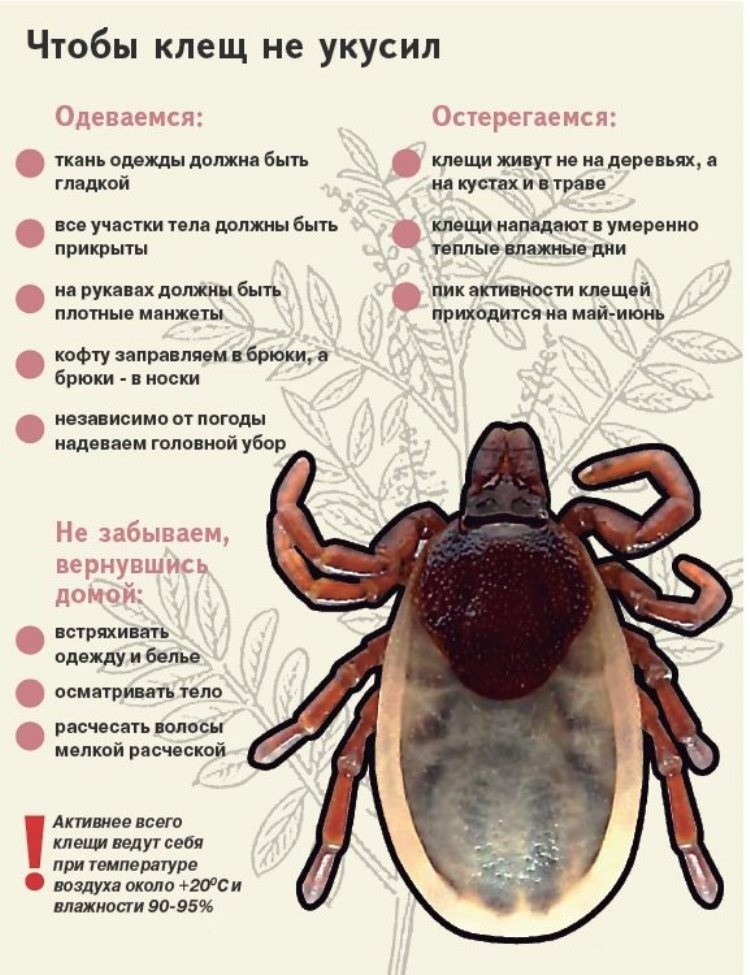 Чтобы клещ не укусил
Одеваемся:
ткань одежды должна быть
гладкой
все участки тела должны быть
прикрыты
на рукавах должны быть
плотные манжеты
кофту заправляем в брюки, а
брюки - в носки
независимо от погоды
надеваем головной убор
Остерегаемся:
клещи живут не на деревьях, а
на кустах и в траве
клещи нападают в умеренно
теплые влажные дни
пик активности клещей
приходится на май-июнь
Не забываем,
вернувшись
домой:
встряхивать
одежду и белье
осматривать тело
расчесать волосы
мелкой расческой
! Активнее всего
клещи ведут себя
при температуре
воздуха около +20⁰С и
влажности 90-95%